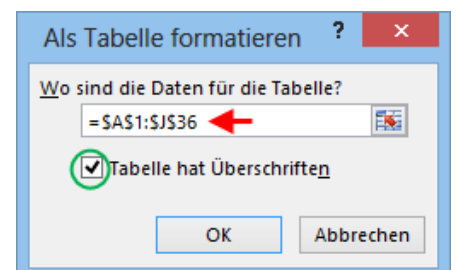 Als Tabelle formatieren ? ×
Wo sind die Daten für die Tabelle?
=$A$1:$J$36
Tabelle hat Überschriften
OK Abbrechen